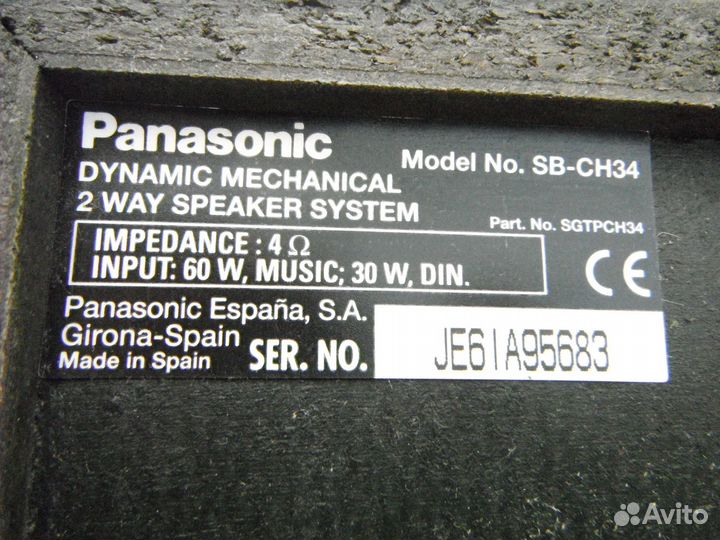 Panasonic
Model No. SB-CH34
DYNAMIC MECHANICAL
2 WAY SPEAKER SYSTEM
Part. No. SGTPCH34
IMPEDANCE : 4 Ω
INPUT: 60 W, MUSIC; 30 W, DIN.
CE
Panasonic España, S.A.
Girona-Spain
Made in Spain
SER. NO. JE6IA95683
Avito